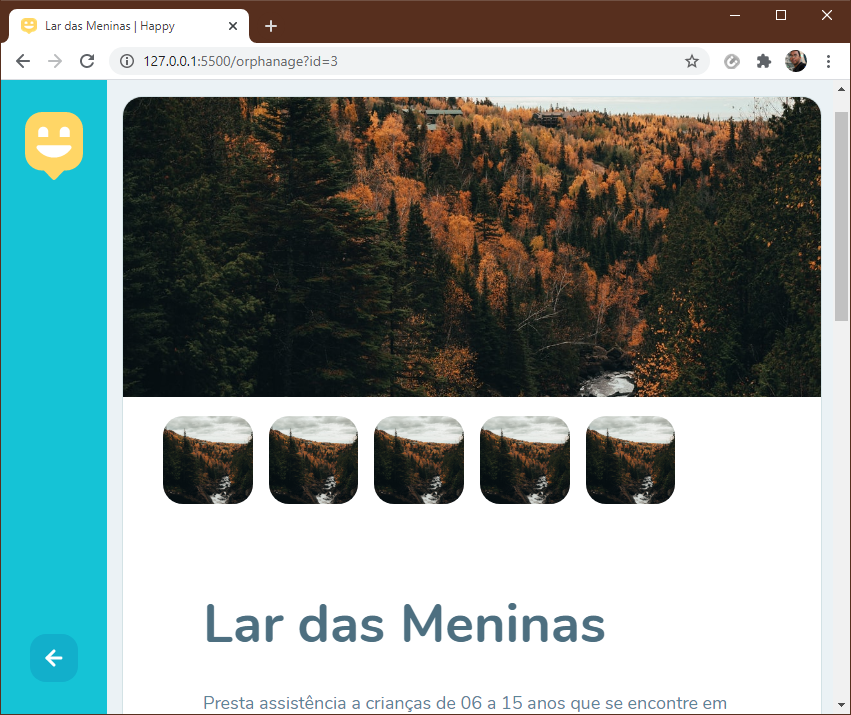 Lar das Meninas | Happy
127.0.0.1:5500/orphanage?id=3
Lar das Meninas
Presta assistência a crianças de 06 a 15 anos que se encontre em